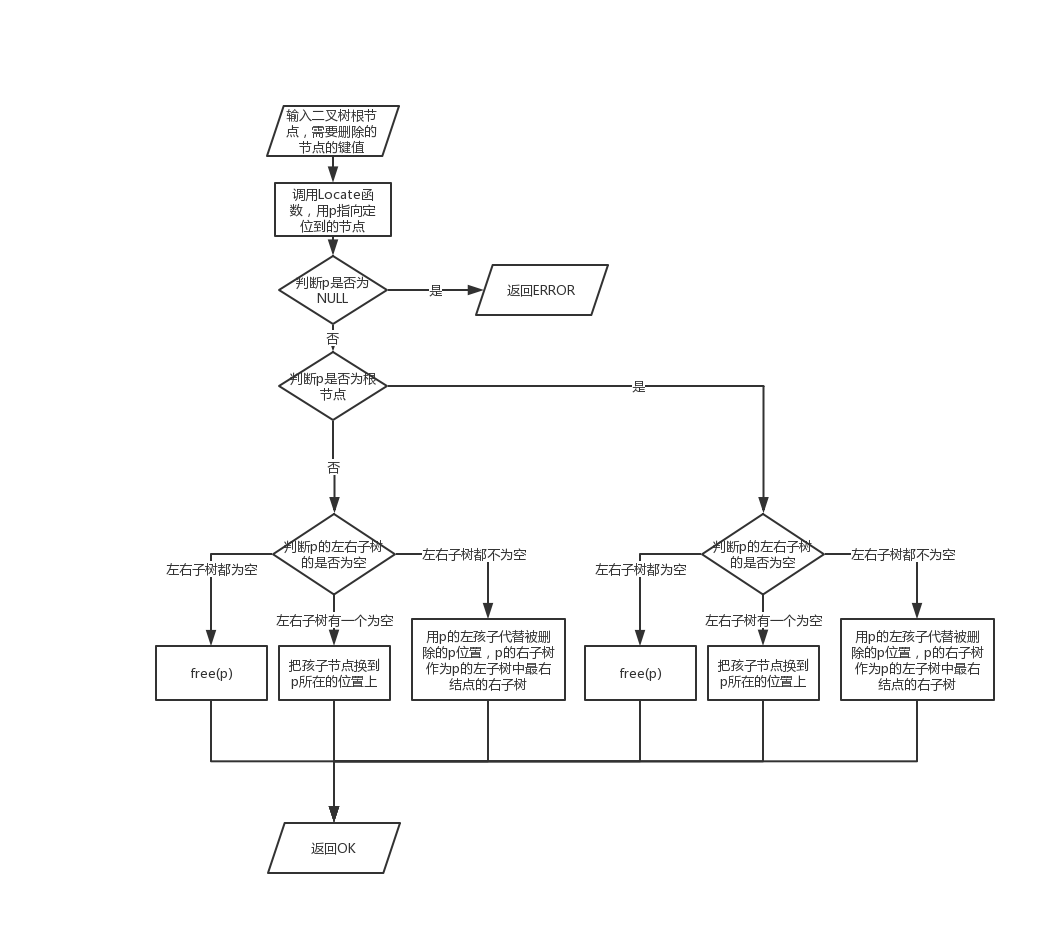 输入二叉树根节
点，需要删除的
节点的键值
调用Locate函
数，用p指向定
位到的节点
判断p是否为
NULL
是
返回ERROR
否
判断p是否为根
节点
是
否
判断p的左右子树
的是否为空
左右子树都为空
左右子树都不为空
左右子树有一个为空
判断p的左右子树
的是否为空
左右子树都为空
左右子树都不为空
左右子树有一个为空
free(p)
把孩子节点换到
p所在的位置上
用p的左孩子代替被删
除的p位置，p的右子树
作为p的左子树中最右
结点的右子树
free(p)
把孩子节点换到
p所在的位置上
用p的左孩子代替被删
除的p位置，p的右子树
作为p的左子树中最右
结点的右子树
返回OK